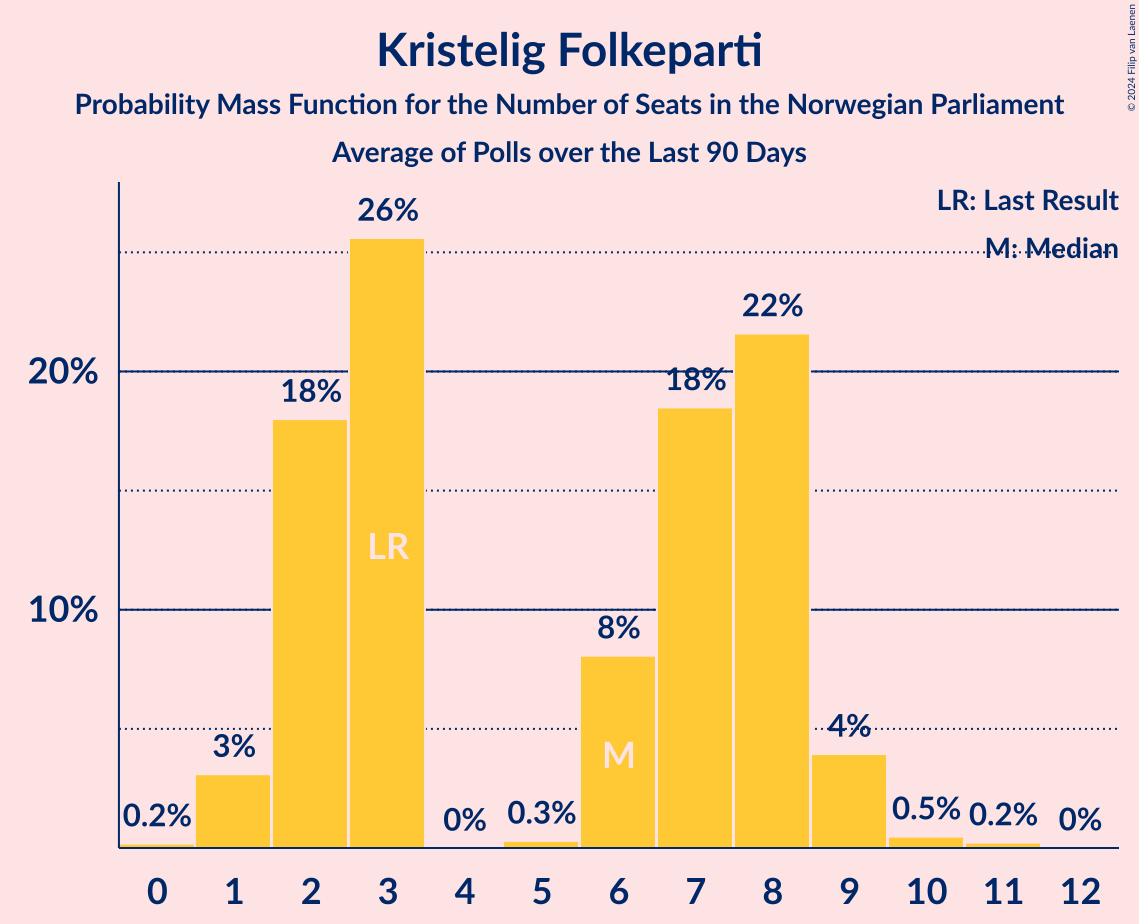 Kristelig Folkeparti
Probability Mass Function for the Number of Seats in the Norwegian Parliament
Average of Polls over the Last 90 Days
© 2024 Filip van Laenen
LR: Last Result
M: Median
26%
22%
20%
18%
18%
LR
10%
8%
M
4%
3%
0.2%
0%
0.3%
0.5%
0.2%
0%
0 1 2 3 4 5 6 7 8 9 10 11 12